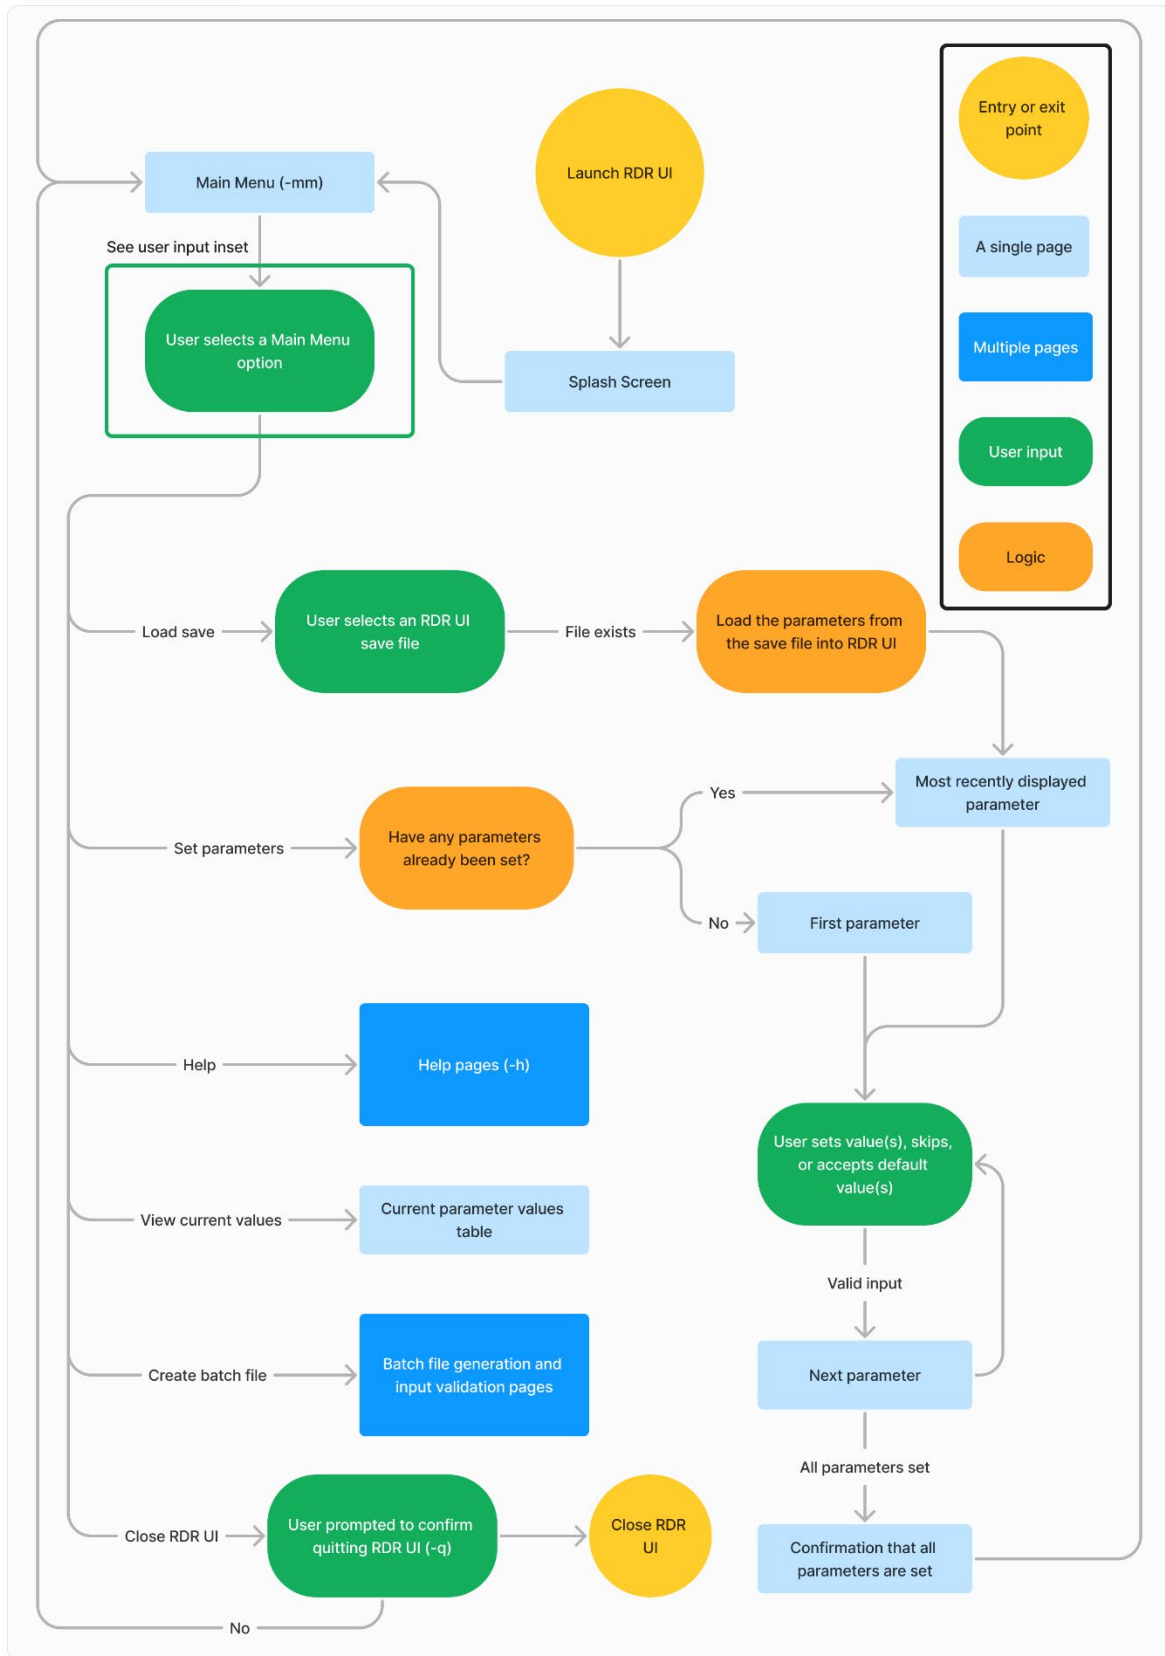 Launch RDR UI
Main Menu (-mm)
See user input inset
User selects a Main Menu
option
Splash Screen
Entry or exit
point
A single page
Multiple pages
User input
Logic
Load save
User selects an RDR UI
save file
File exists
Load the parameters from
the save file into RDR UI
Most recently displayed
parameter
Set parameters
Have any parameters
already been set?
Yes
No
First parameter
Help
Help pages (-h)
User sets value(s), skips,
or accepts default
value(s)
View current values
Current parameter values
table
Valid input
Create batch file
Batch file generation and
input validation pages
Next parameter
All parameters set
Close RDR UI
User prompted to confirm
quitting RDR UI (-q)
Close RDR
UI
Confirmation that all
parameters are set
No